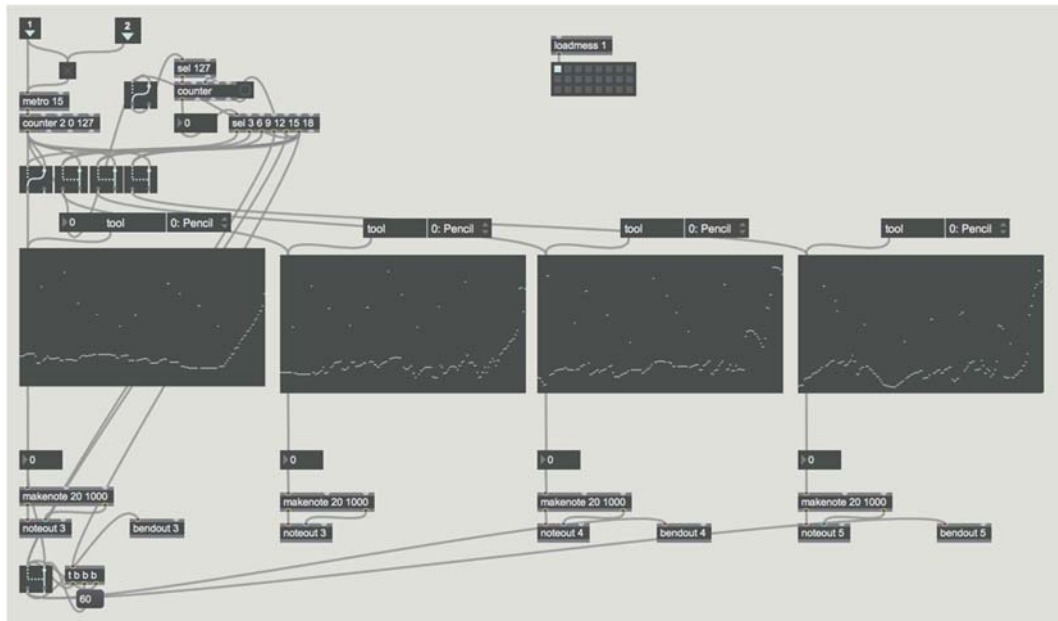 1
2
loadmess 1
sel 127
counter
metro 15
counter 2 0 127
0
sel 3 6 9 12 15 18
0 tool 0: Pencil
tool 0: Pencil
tool 0: Pencil
tool 0: Pencil
0
0
0
0
makenote 20 1000
makenote 20 1000
makenote 20 1000
makenote 20 1000
noteout 3
bendout 3
noteout 3
noteout 4
bendout 4
noteout 5
bendout 5
t b b b
60